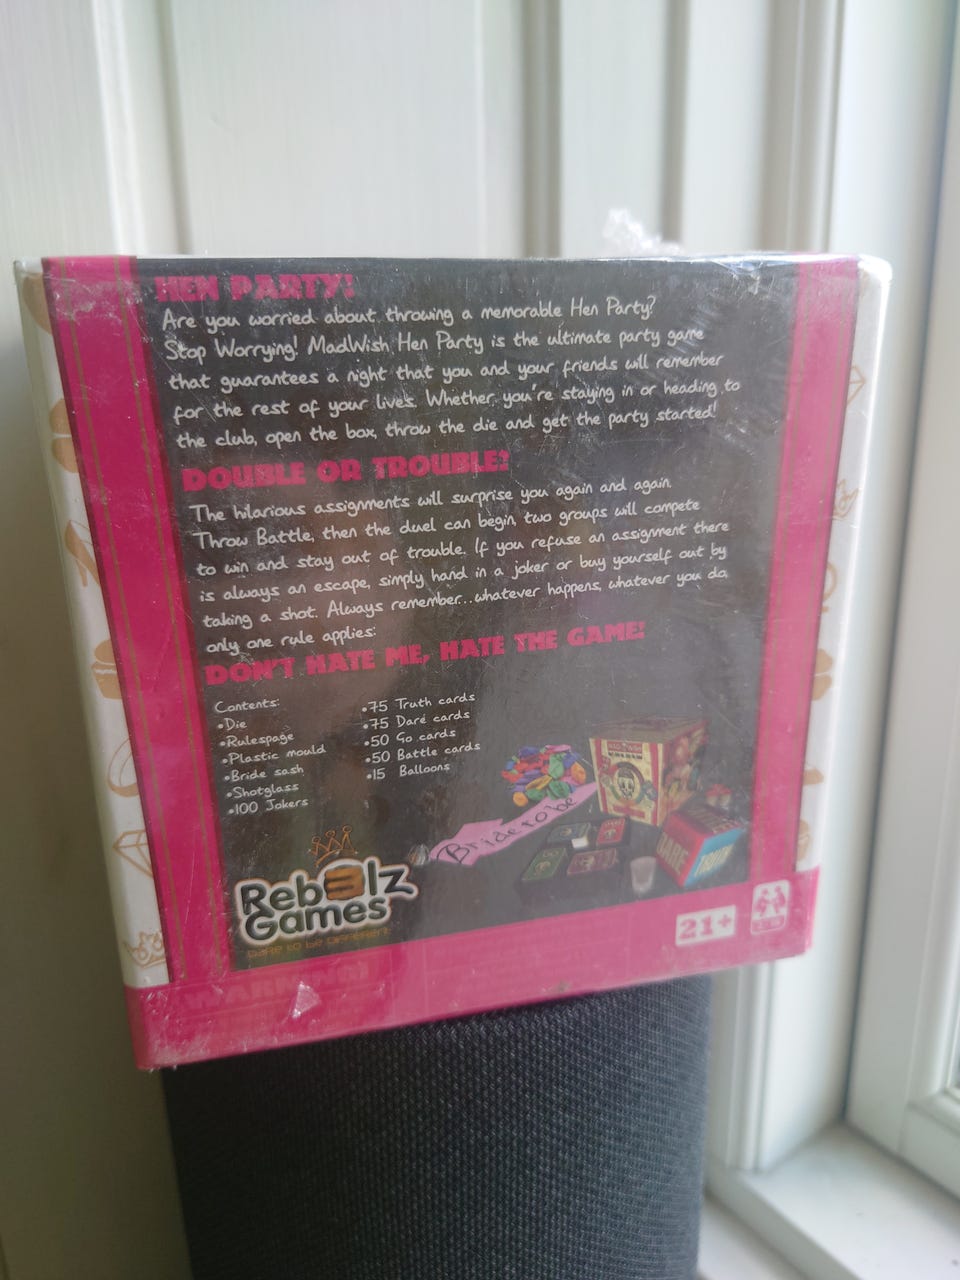 HEN PARTY!
Are you worried about throwing a memorable Hen Party?
Stop Worrying! MadWish Hen Party is the ultimate party game
that guarantees a night that you and your friends will remember
for the rest of your lives. Whether you're staying in or heading to
the club, open the box, throw the die and get the party started!
DOUBLE OR TROUBLE?
The hilarious assignments will surprise you again and again.
Throw Battle, then the duel can begin, two groups will compete
to win and stay out of trouble. If you refuse an assignment there
is always an escape, simply hand in a joker or buy yourself out by
taking a shot. Always remember...whatever happens, whatever you do,
only one rule applies:
DON'T HATE ME, HATE THE GAME!
Contents:
•Die
•Rulespage
•Plastic mould
•Bride sash
•Shotglass
•100 Jokers
•75 Truth cards
•75 Dare cards
•50 Go cards
•50 Battle cards
•15 Balloons
Bride to be
DARE
TRUTH
Rebelz
Games
DARE TO BE DIFFERENT
21+
WARNING!